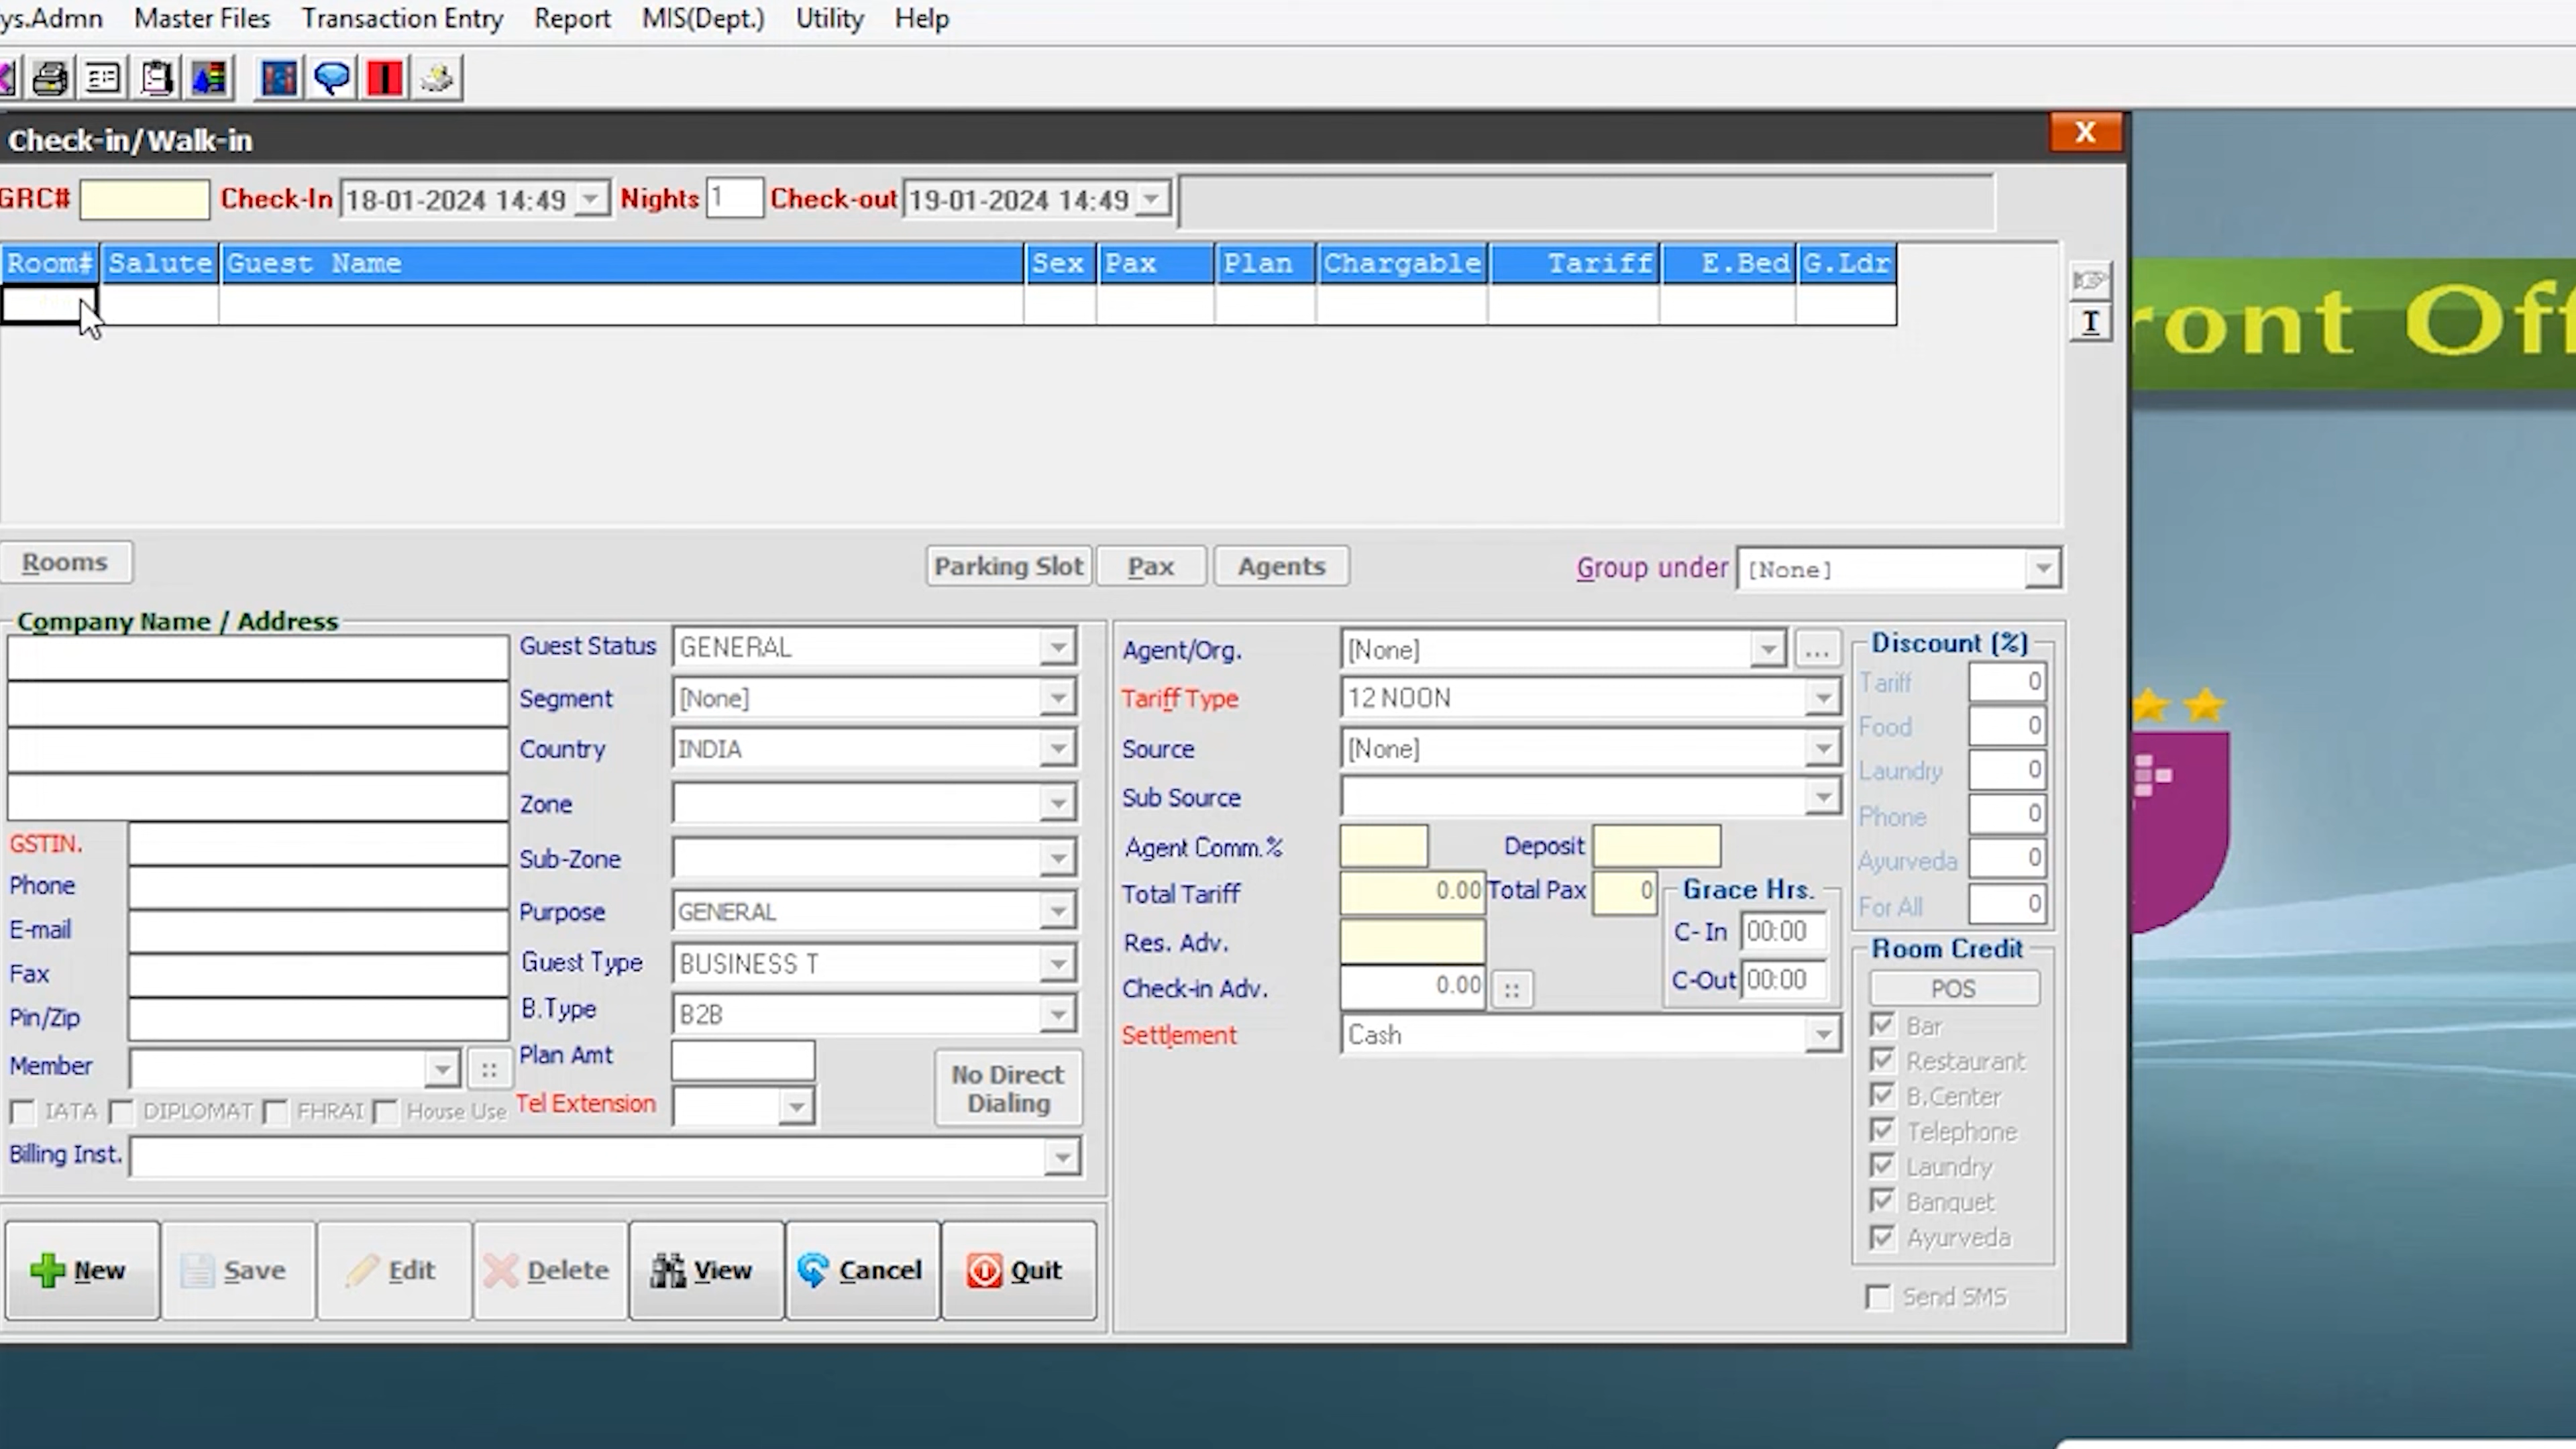 Master Files Transaction Entry Report MIS(Dept.) Utility Help
Check-in/Walk-in X
GRC# Check-In 18-01-2024 14:49 Nights 1 Check-out 19-01-2024 14:49
Room# Salute Guest Name Sex Pax Plan Chargable Tariff E.Bed G.Ldr
T
Rooms Parking Slot Pax Agents Group under [None]
Company Name / Address
GSTIN.
Phone
E-mail
Fax
Pin/Zip
Member ::
IATA DIPLOMAT FHRAI House Use
Billing Inst.
Guest Status GENERAL
Segment [None]
Country INDIA
Zone
Sub-Zone
Purpose GENERAL
Guest Type BUSINESS T
B.Type B2B
Plan Amt
Tel Extension
No Direct
Dialing
Agent/Org. [None] ...
Tariff Type 12 NOON
Source [None]
Sub Source
Agent Comm.% Deposit
Total Tariff 0.00 Total Pax 0
Res. Adv.
Check-in Adv. 0.00 ::
Settlement Cash
Grace Hrs.
C- In 00:00
C-Out 00:00
Discount (%)
Tariff 0
Food 0
Laundry 0
Phone 0
Ayurveda 0
For All 0
Room Credit
POS
Bar
Restaurant
B.Center
Telephone
Laundry
Banquet
Ayurveda
Send SMS
New Save Edit Delete View Cancel Quit